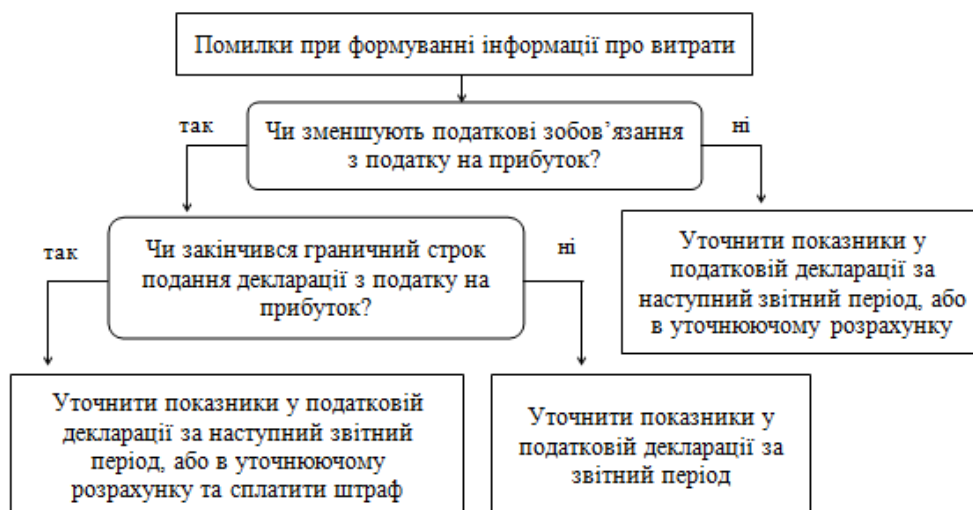 Помилки при формуванні інформації про витрати
так
Чи зменшують податкові зобов’язання
з податку на прибуток?
ні
так
Чи закінчився граничний строк
подання декларації з податку на
прибуток?
ні
Уточнити показники у
податковій декларації за
наступний звітний період, або
в уточнюючому розрахунку
Уточнити показники у податковій
декларації за наступний звітний
період, або в уточнюючому
розрахунку та сплатити штраф
Уточнити показники у
податковій декларації за
звітний період